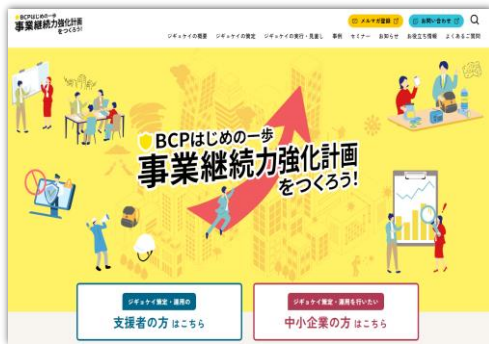 BCPはじめの一歩
事業継続力強化計画
をつくろう!
メルマガ登録
お問い合わせ
ジギョケイの概要 ジギョケイの策定 ジギョケイの実行・見直し 事例 セミナー お知らせ お役立ち情報 よくあるご質問
BCPはじめの一歩
事業継続力強化計画
をつくろう!
ジギョケイ策定・運用の
支援者の方 はこちら
ジギョケイ策定・運用を行いたい
中小企業の方 はこちら